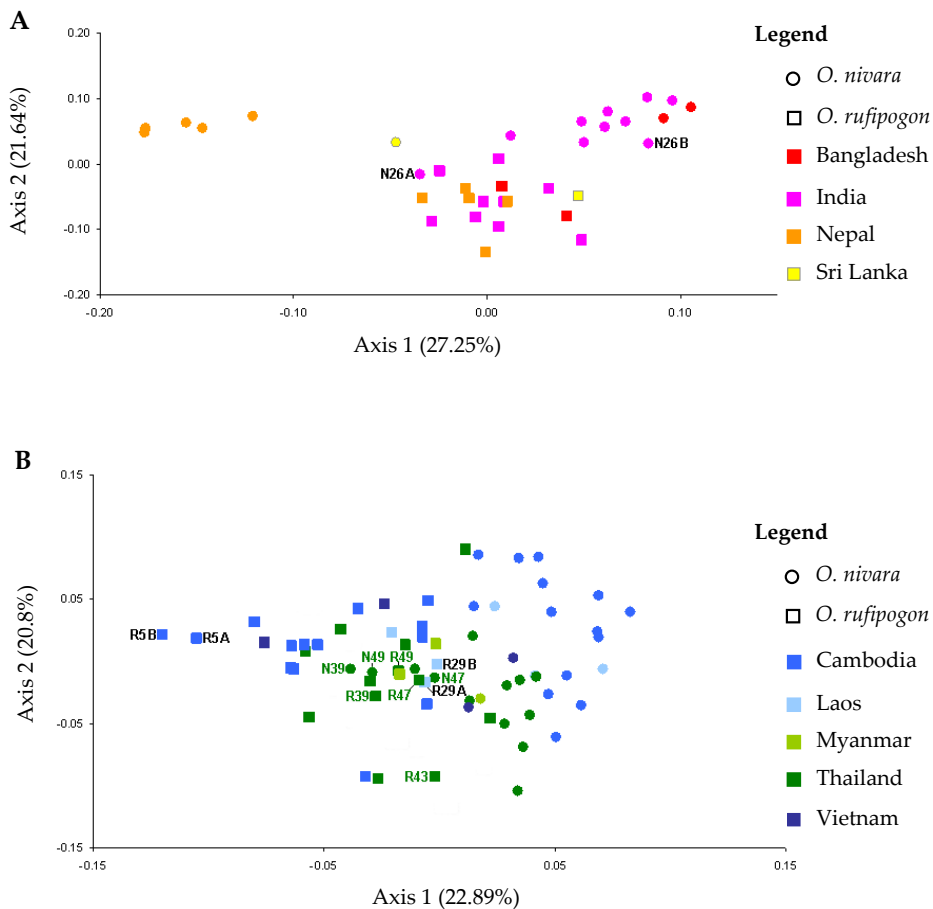 A
Axis 2 (21.64%)
0.20
0.10
0.00
-0.10
-0.20
-0.20
-0.10
0.00
0.10
N26A
N26B
Axis 1 (27.25%)
Legend
O. nivara
O. rufipogon
Bangladesh
India
Nepal
Sri Lanka
B
Axis 2 (20.8%)
0.15
0.05
-0.05
-0.15
-0.15
-0.05
0.05
0.15
R5B
R5A
N49
R49
N39
R29B
N47
R39
R47
R29A
R43
Axis 1 (22.89%)
Legend
O. nivara
O. rufipogon
Cambodia
Laos
Myanmar
Thailand
Vietnam